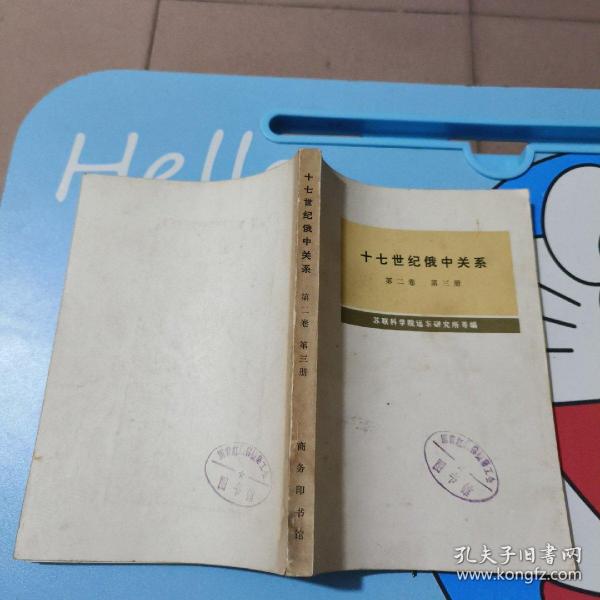 Hello
十七世纪俄中关系
第二卷 第三册
苏联科学院远东研究所等编
十七世纪俄中关系 第二卷 第三册
商务印书馆
孔夫子旧书网
www.kongfz.com